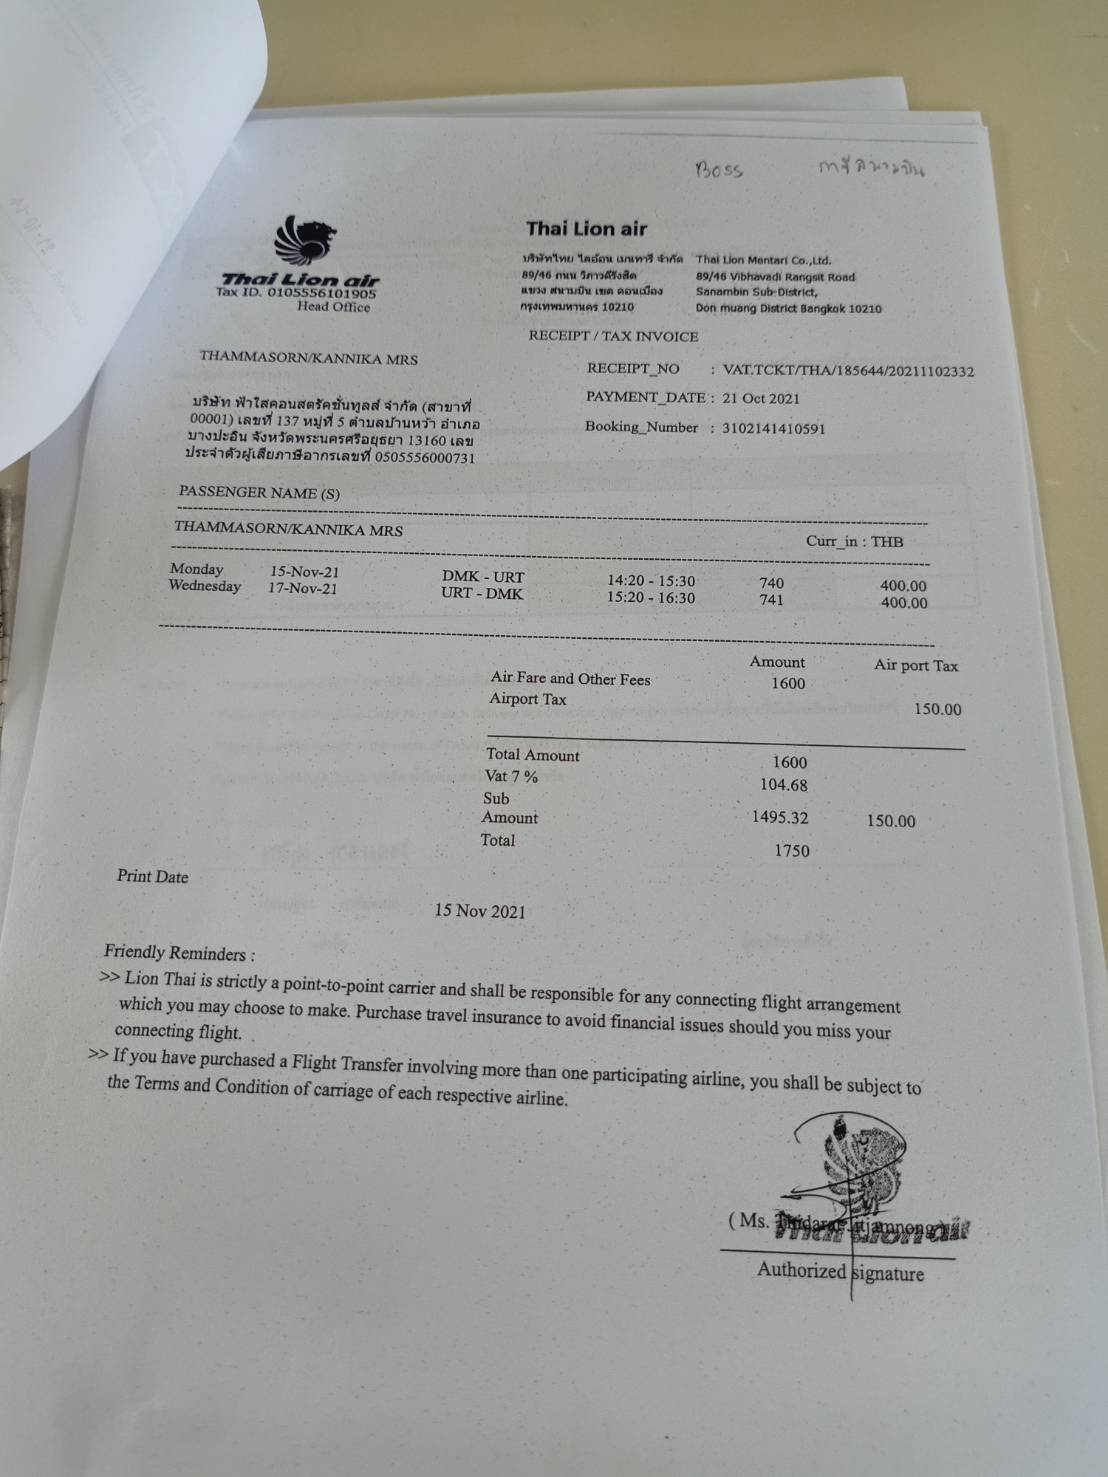 BOSS
Thai Lion air
Tax ID. 0105556101905
Head Office
Thai Lion air
บริษัทไทย ไลอ้อน เมนทารี จำกัด Thai Lion Mentari Co.,Ltd.
89/46 ถนน วิภาวดีรังสิต 89/46 Vibhavadi Rangsit Road
แขวง สนามบิน เขต ดอนเมือง Sanambin Sub-District,
กรุงเทพมหานคร 10210 Don muang District Bangkok 10210
RECEIPT / TAX INVOICE
THAMMASORN/KANNIKA MRS
RECEIPT_NO : VAT.TCKT/THA/185644/20211102332
PAYMENT_DATE : 21 Oct 2021
Booking_Number : 3102141410591
บริษัท ฟ้าใสคอนสตรัคชั่นทูลส์ จำกัด (สาขาที่
00001) เลขที่ 137 หมู่ที่ 5 ตำบลบ้านหว้า อำเภอ
บางปะอิน จังหวัดพระนครศรีอยุธยา 13160 เลข
ประจำตัวผู้เสียภาษีอากรเลขที่ 0505556000731
PASSENGER NAME (S)
THAMMASORN/KANNIKA MRS
Curr_in : THB
Monday 15-Nov-21 DMK - URT 14:20 - 15:30 740 400.00
Wednesday 17-Nov-21 URT - DMK 15:20 - 16:30 741 400.00
Amount Air port Tax
Air Fare and Other Fees 1600
Airport Tax 150.00
Total Amount 1600
Vat 7 % 104.68
Sub
Amount 1495.32 150.00
Total 1750
Print Date
15 Nov 2021
Friendly Reminders :
>> Lion Thai is strictly a point-to-point carrier and shall be responsible for any connecting flight arrangement
which you may choose to make. Purchase travel insurance to avoid financial issues should you miss your
connecting flight.
>> If you have purchased a Flight Transfer involving more than one participating airline, you shall be subject to
the Terms and Condition of carriage of each respective airline.
( Ms.
Thai Lion air
Authorized signature